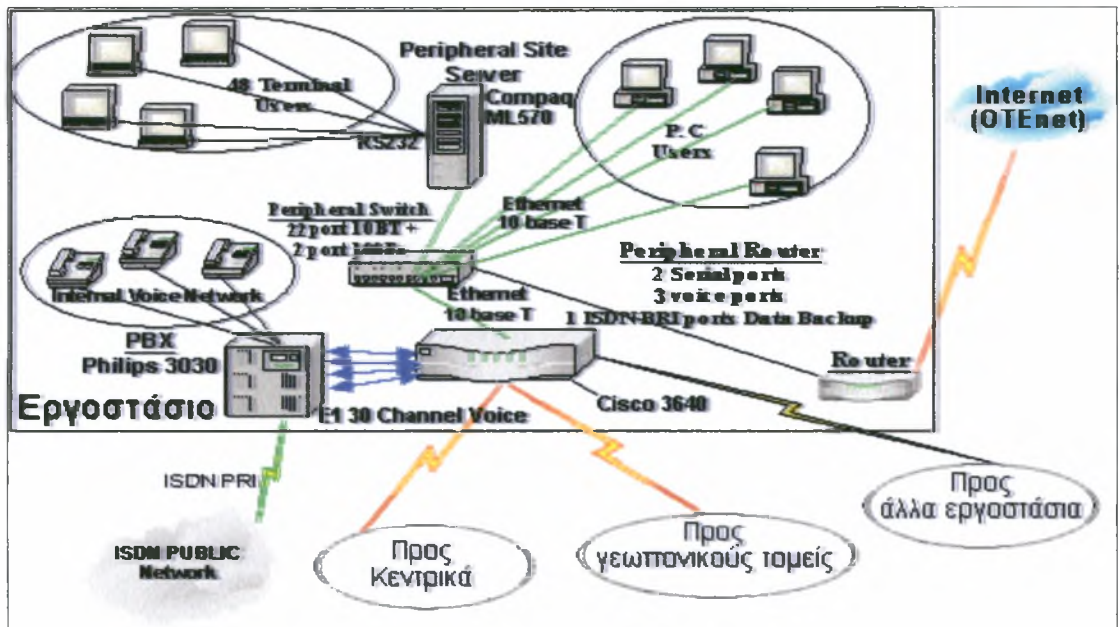 48 Terminal
Users
Peripheral Site
Server
Compaq
ML570
RS232
P.C
Users
Internet
(OTEnet)
Ethernet
10 base T
Peripheral Switch
22 port 10BT +
2 port
Internal Voice Network
Ethernet
10 base T
Peripheral Router
2 Serial ports
3 voice ports
1 ISDN-BRI ports Data Backup
PBX
Philips 3030
Router
Cisco 3640
Εργοστάσιο
E1 30 Channel Voice
ISDN PRI
ISDN PUBLIC
Network
Προς
Κεντρικά
Προς
γεωπονικούς τομείς
Προς
άλλα εργοστάσια